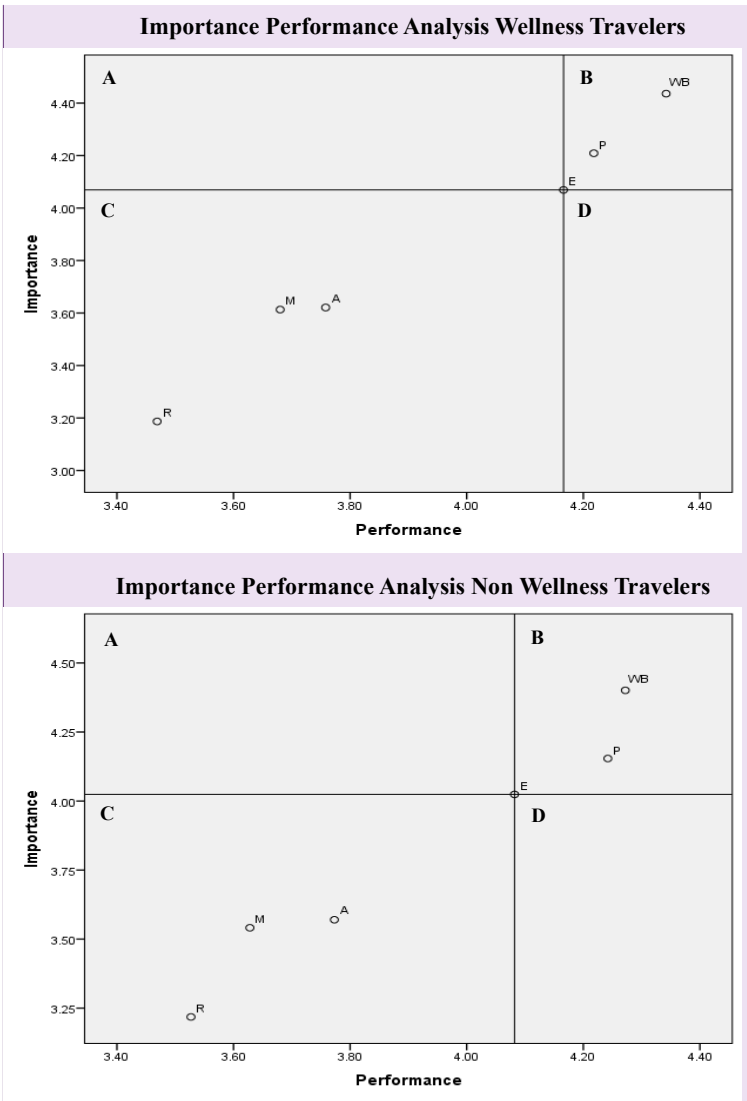 Importance Performance Analysis Wellness Travelers
A
B
WB
4.40
P
4.20
E
4.00
C
D
Importance
3.80
M
A
3.60
3.40
R
3.20
3.00
3.40
3.60
3.80
4.00
4.20
4.40
Performance
Importance Performance Analysis Non Wellness Travelers
A
B
4.50
WB
4.25
P
E
4.00
C
D
Importance
3.75
M
A
3.50
R
3.25
3.40
3.60
3.80
4.00
4.20
4.40
Performance